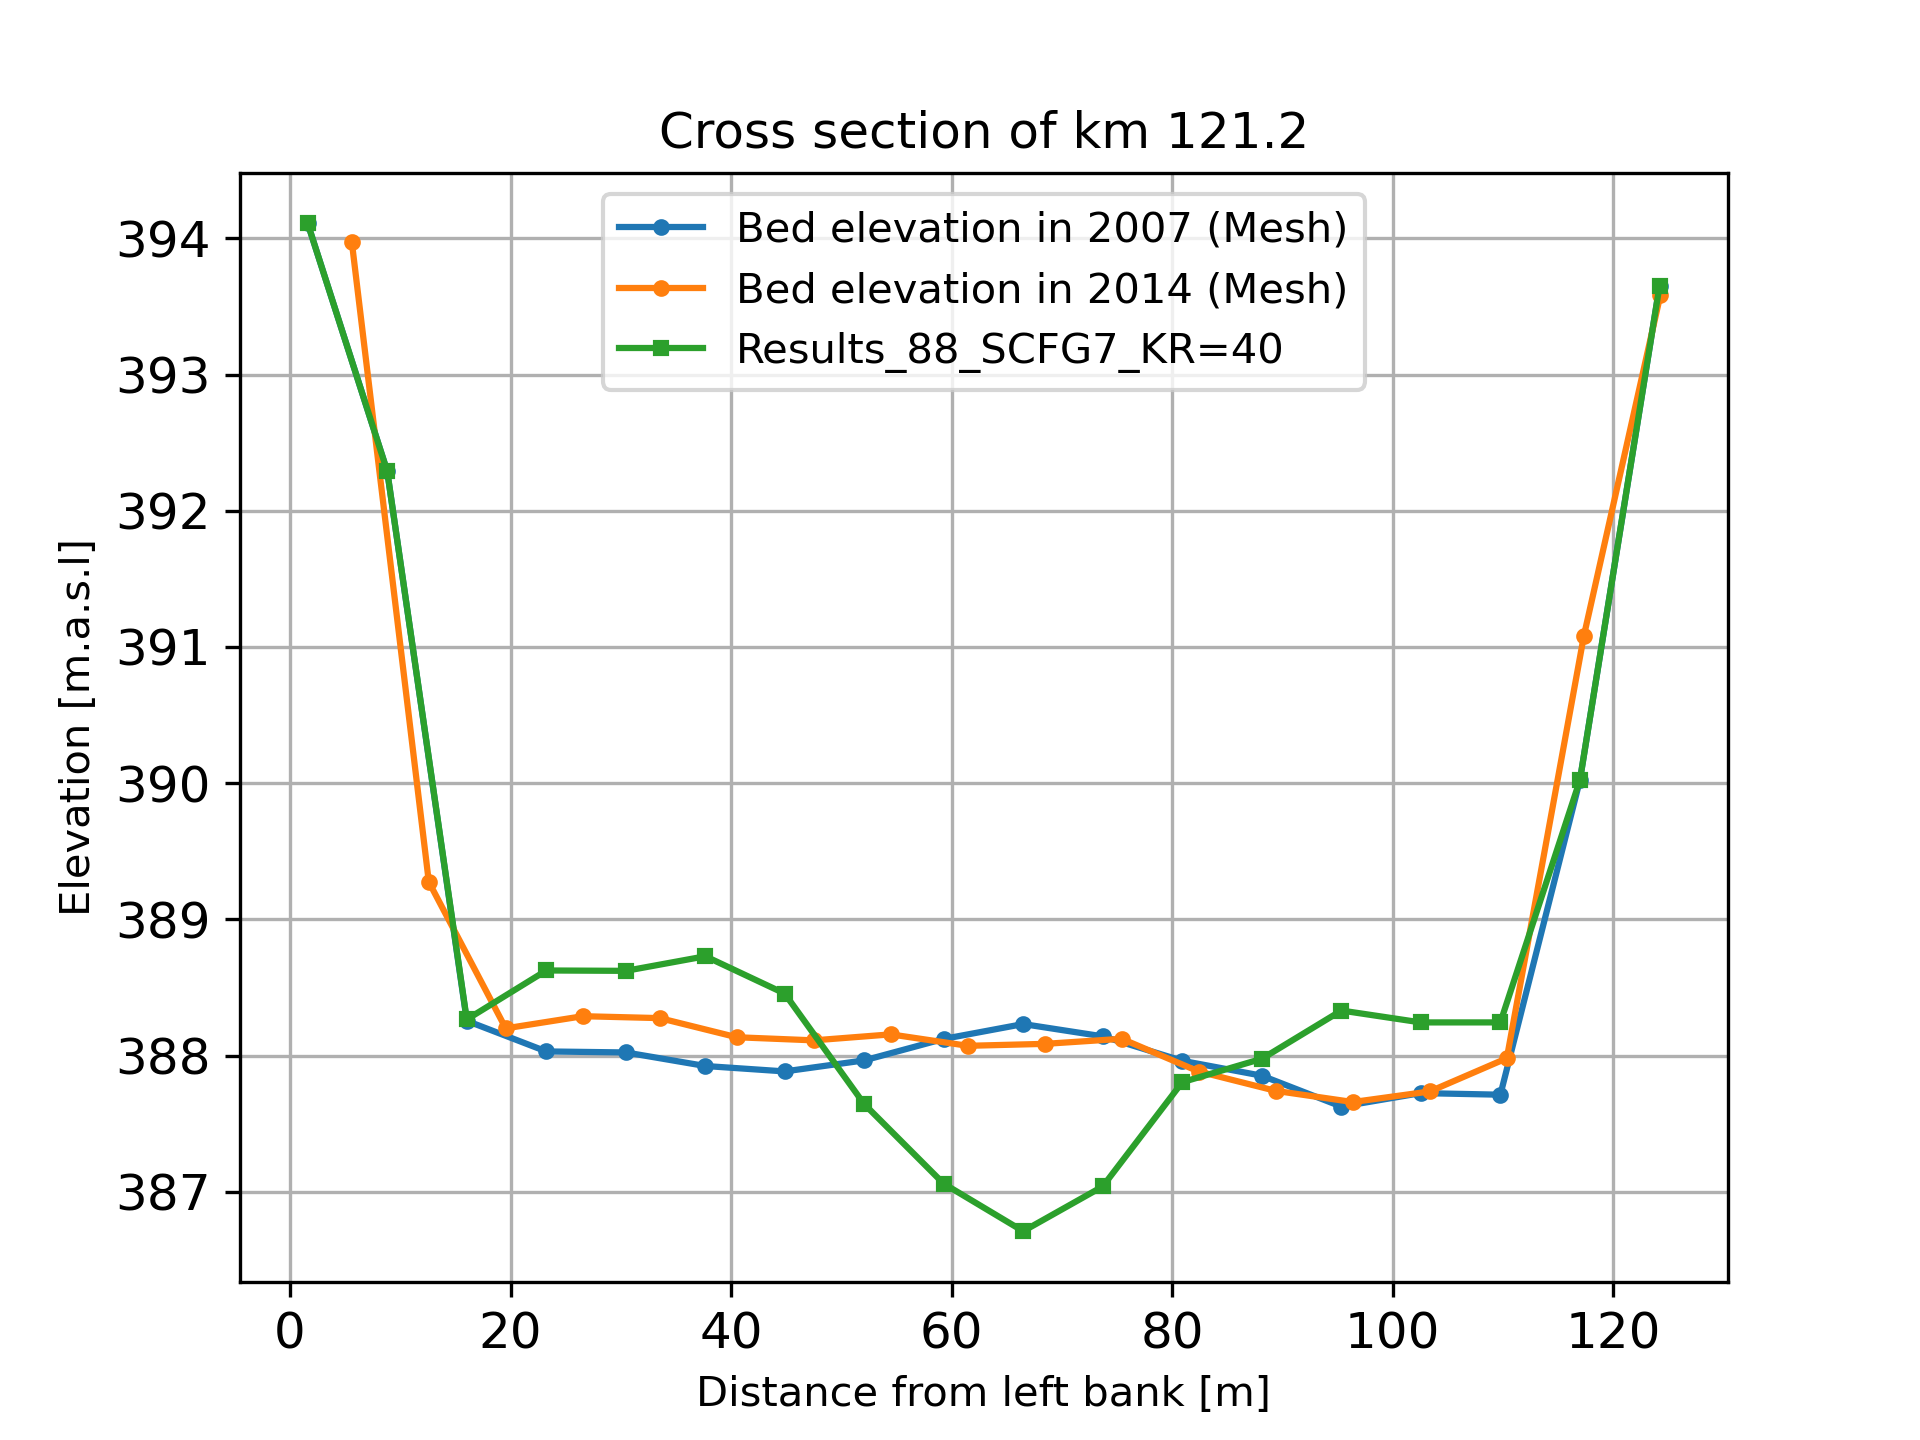 Cross section of km 121.2
Bed elevation in 2007 (Mesh)
Bed elevation in 2014 (Mesh)
Results_88_SCFG7_KR=40
394
393
392
391
390
389
388
387
Elevation [m.a.s.l]
0 20 40 60 80 100 120
Distance from left bank [m]